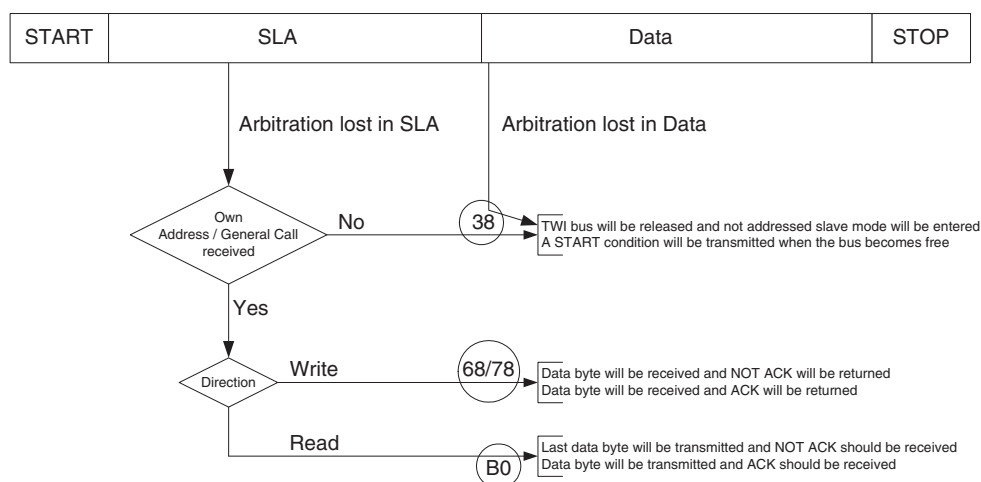 START SLA Data STOP
Arbitration lost in SLA Arbitration lost in Data
Own
Address / General Call
received
No
38
TWI bus will be released and not addressed slave mode will be entered
A START condition will be transmitted when the bus becomes free
Yes
Direction
Write
68/78
Data byte will be received and NOT ACK will be returned
Data byte will be received and ACK will be returned
Read
B0
Last data byte will be transmitted and NOT ACK should be received
Data byte will be transmitted and ACK should be received